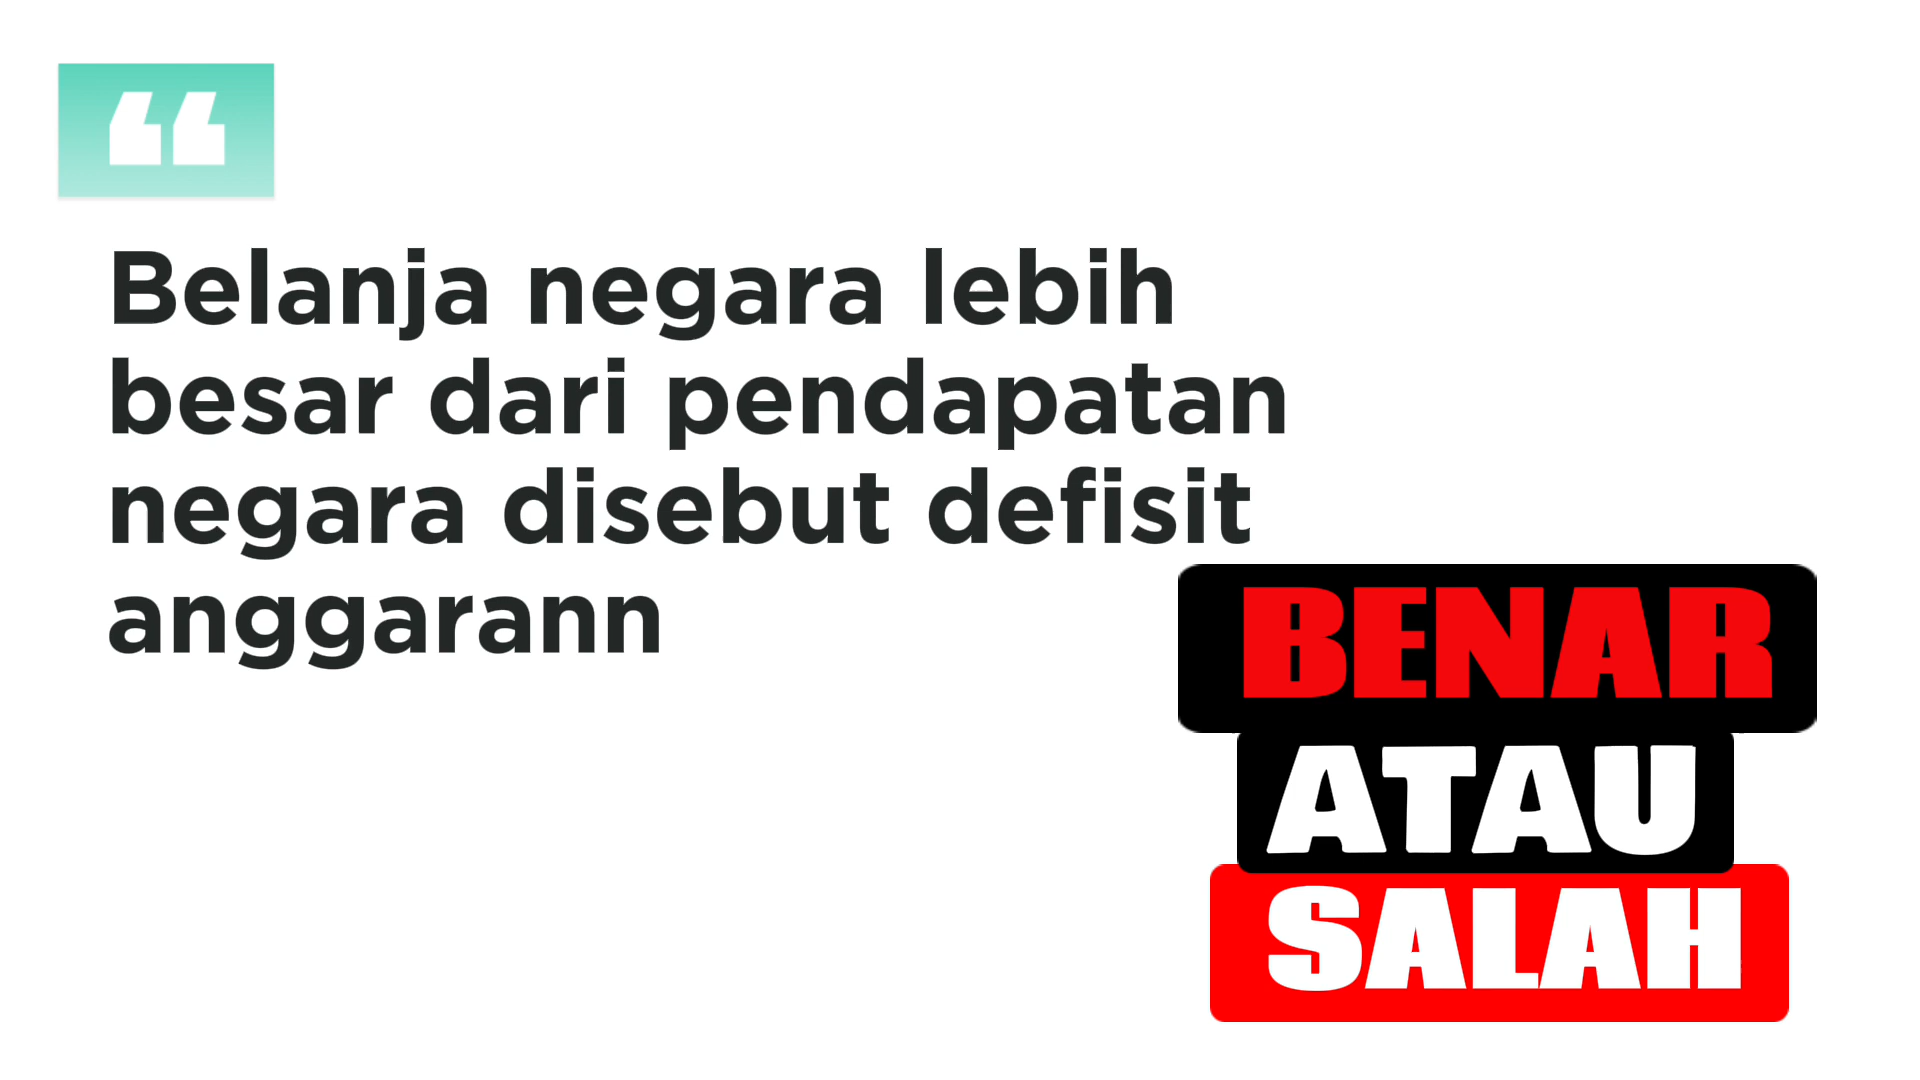 “
Belanja negara lebih
besar dari pendapatan
negara disebut defisit
anggarann
BENAR
ATAU
SALAH